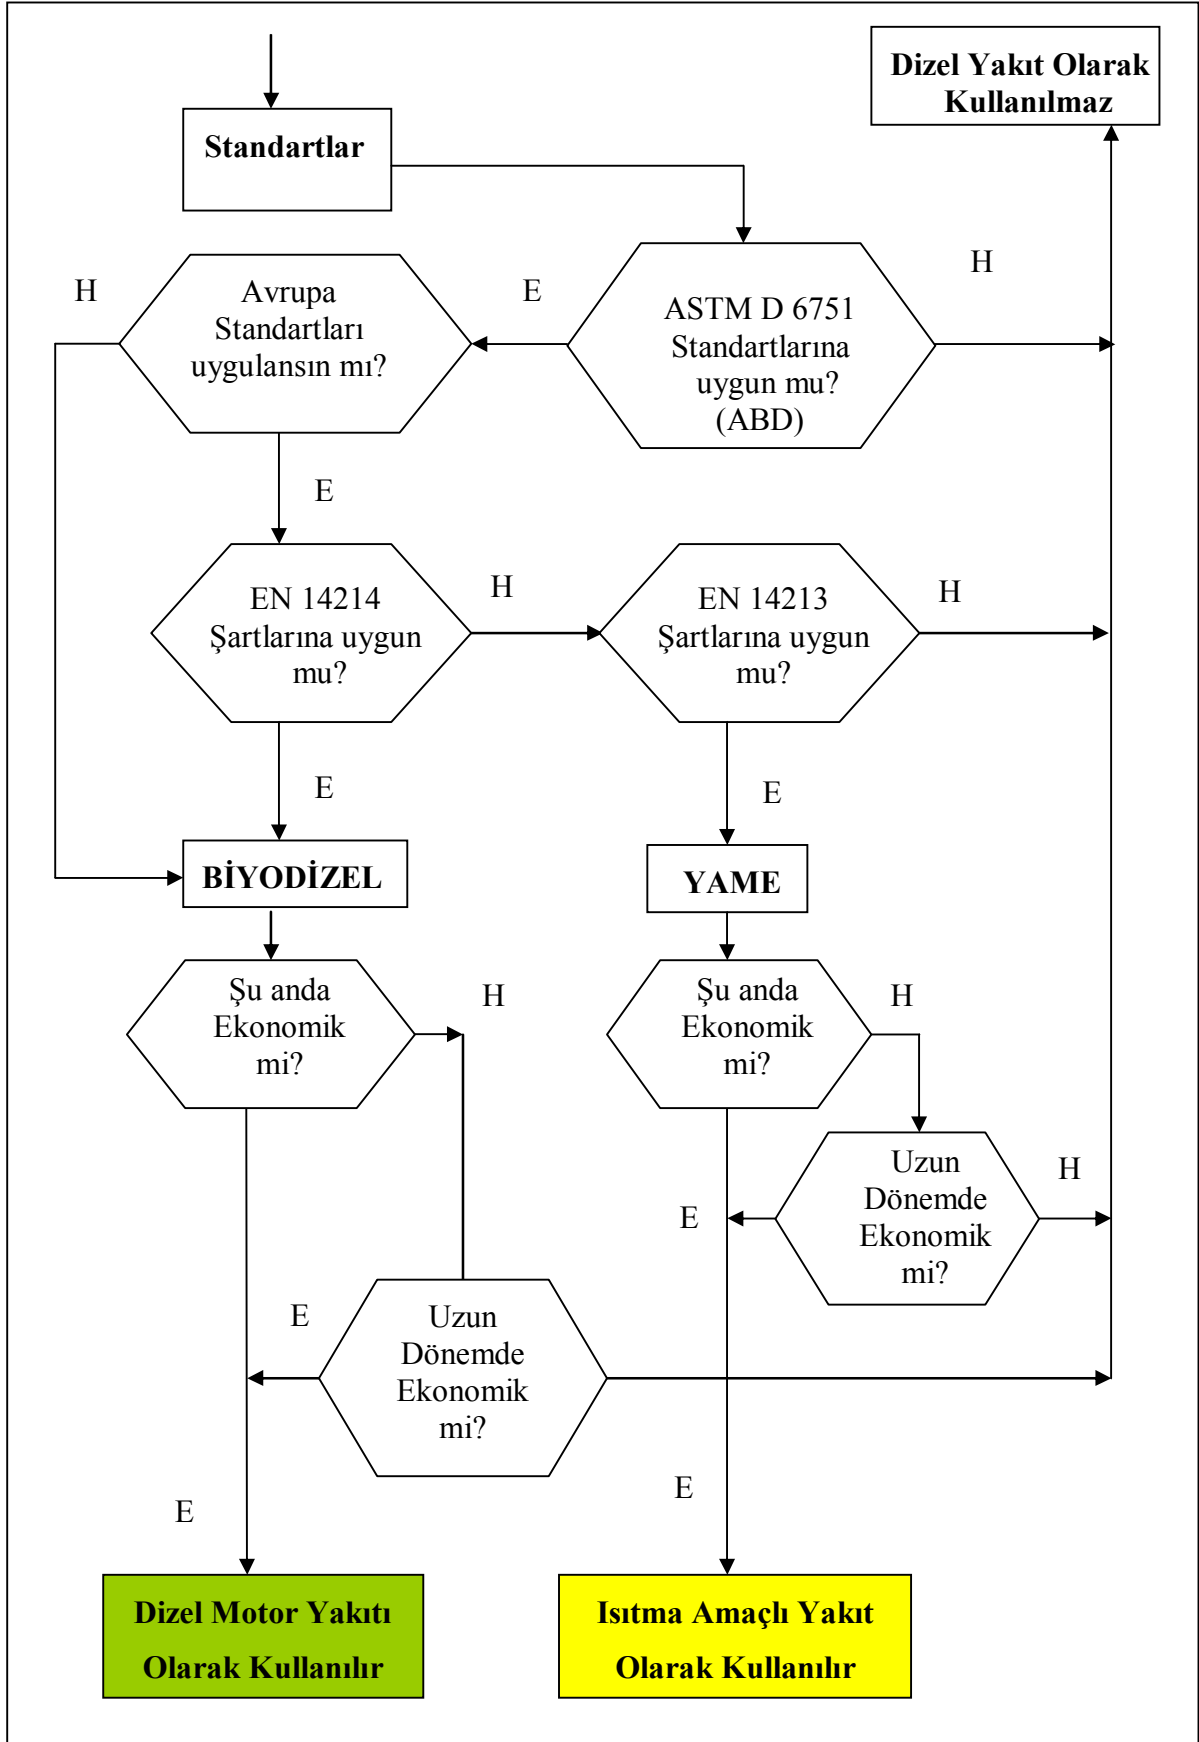 Dizel Yakıt Olarak
Kullanılmaz
Standartlar
H
Avrupa
Standartları
uygulansın mı?
E
ASTM D 6751
Standartlarına
uygun mu?
(ABD)
H
E
EN 14214
Şartlarına uygun
mu?
H
EN 14213
Şartlarına uygun
mu?
H
E
E
BİYODİZEL
YAME
Şu anda
Ekonomik
mi?
H
Şu anda
Ekonomik
mi?
H
Uzun
Dönemde
Ekonomik
mi?
H
E
E
Uzun
Dönemde
Ekonomik
mi?
E
E
Dizel Motor Yakıtı
Olarak Kullanılır
Isıtma Amaçlı Yakıt
Olarak Kullanılır